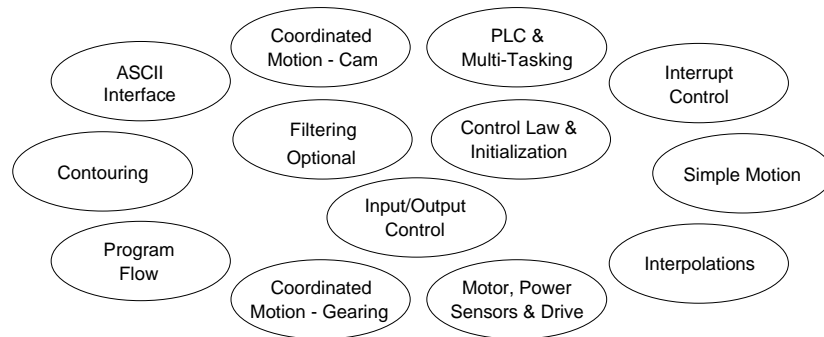 Coordinated
Motion - Cam
PLC &
Multi-Tasking
ASCII
Interface
Interrupt
Control
Filtering
Optional
Control Law &
Initialization
Contouring
Simple Motion
Input/Output
Control
Program
Flow
Interpolations
Coordinated
Motion - Gearing
Motor, Power
Sensors & Drive